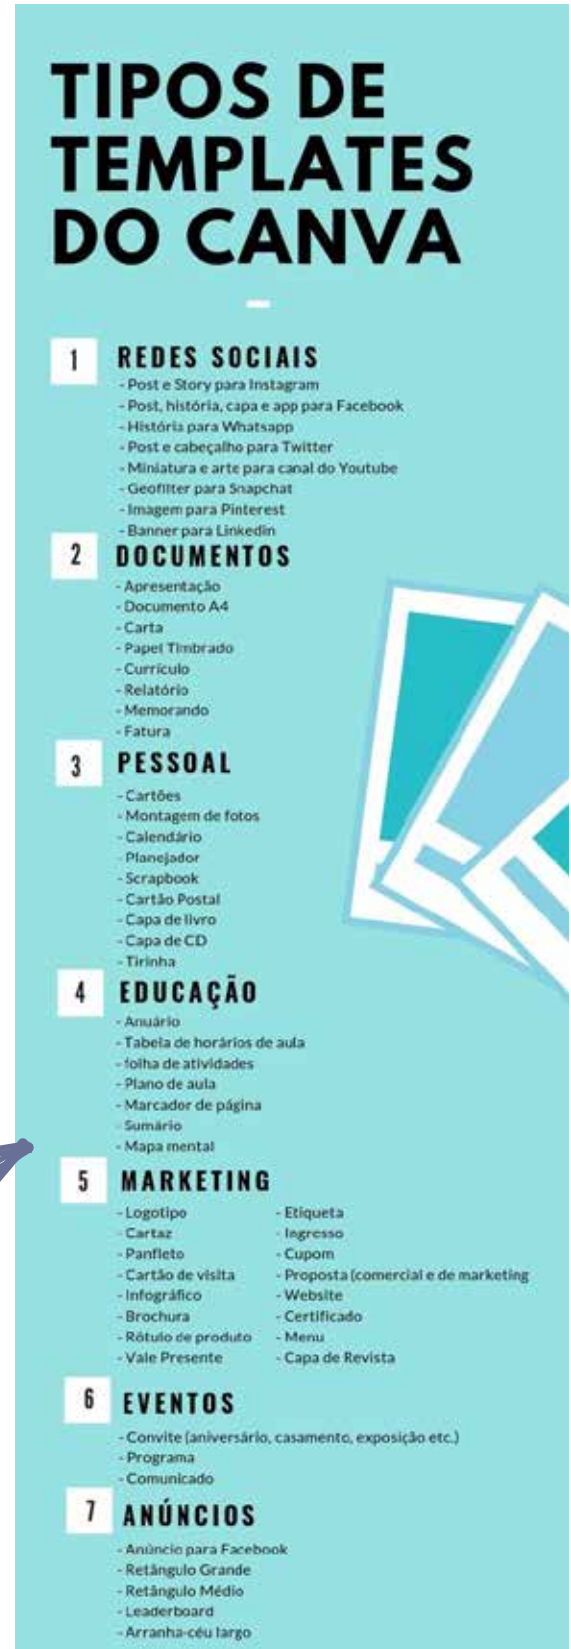 TIPOS DE
TEMPLATES
DO CANVA
1 REDES SOCIAIS
- Post e Story para Instagram
- Post, história, capa e app para Facebook
- História para Whatsapp
- Post e cabeçalho para Twitter
- Miniatura e arte para canal do Youtube
- Geofilter para Snapchat
- Imagem para Pinterest
- Banner para Linkedin
2 DOCUMENTOS
- Apresentação
- Documento A4
- Carta
- Papel Timbrado
- Currículo
- Relatório
- Memorando
- Fatura
3 PESSOAL
- Cartões
- Montagem de fotos
- Calendário
- Planejador
- Scrapbook
- Cartão Postal
- Capa de livro
- Capa de CD
- Tirinha
4 EDUCAÇÃO
- Anuário
- Tabela de horários de aula
- folha de atividades
- Plano de aula
- Marcador de página
- Sumário
- Mapa mental
5 MARKETING
- Logotipo
- Cartaz
- Panfleto
- Cartão de visita
- Infográfico
- Brochura
- Rótulo de produto
- Vale Presente
- Etiqueta
- Ingresso
- Cupom
- Proposta (comercial e de marketing
- Website
- Certificado
- Menu
- Capa de Revista
6 EVENTOS
- Convite (aniversário, casamento, exposição etc.)
- Programa
- Comunicado
7 ANÚNCIOS
- Anúncio para Facebook
- Retângulo Grande
- Retângulo Médio
- Leaderboard
- Arranha-céu largo